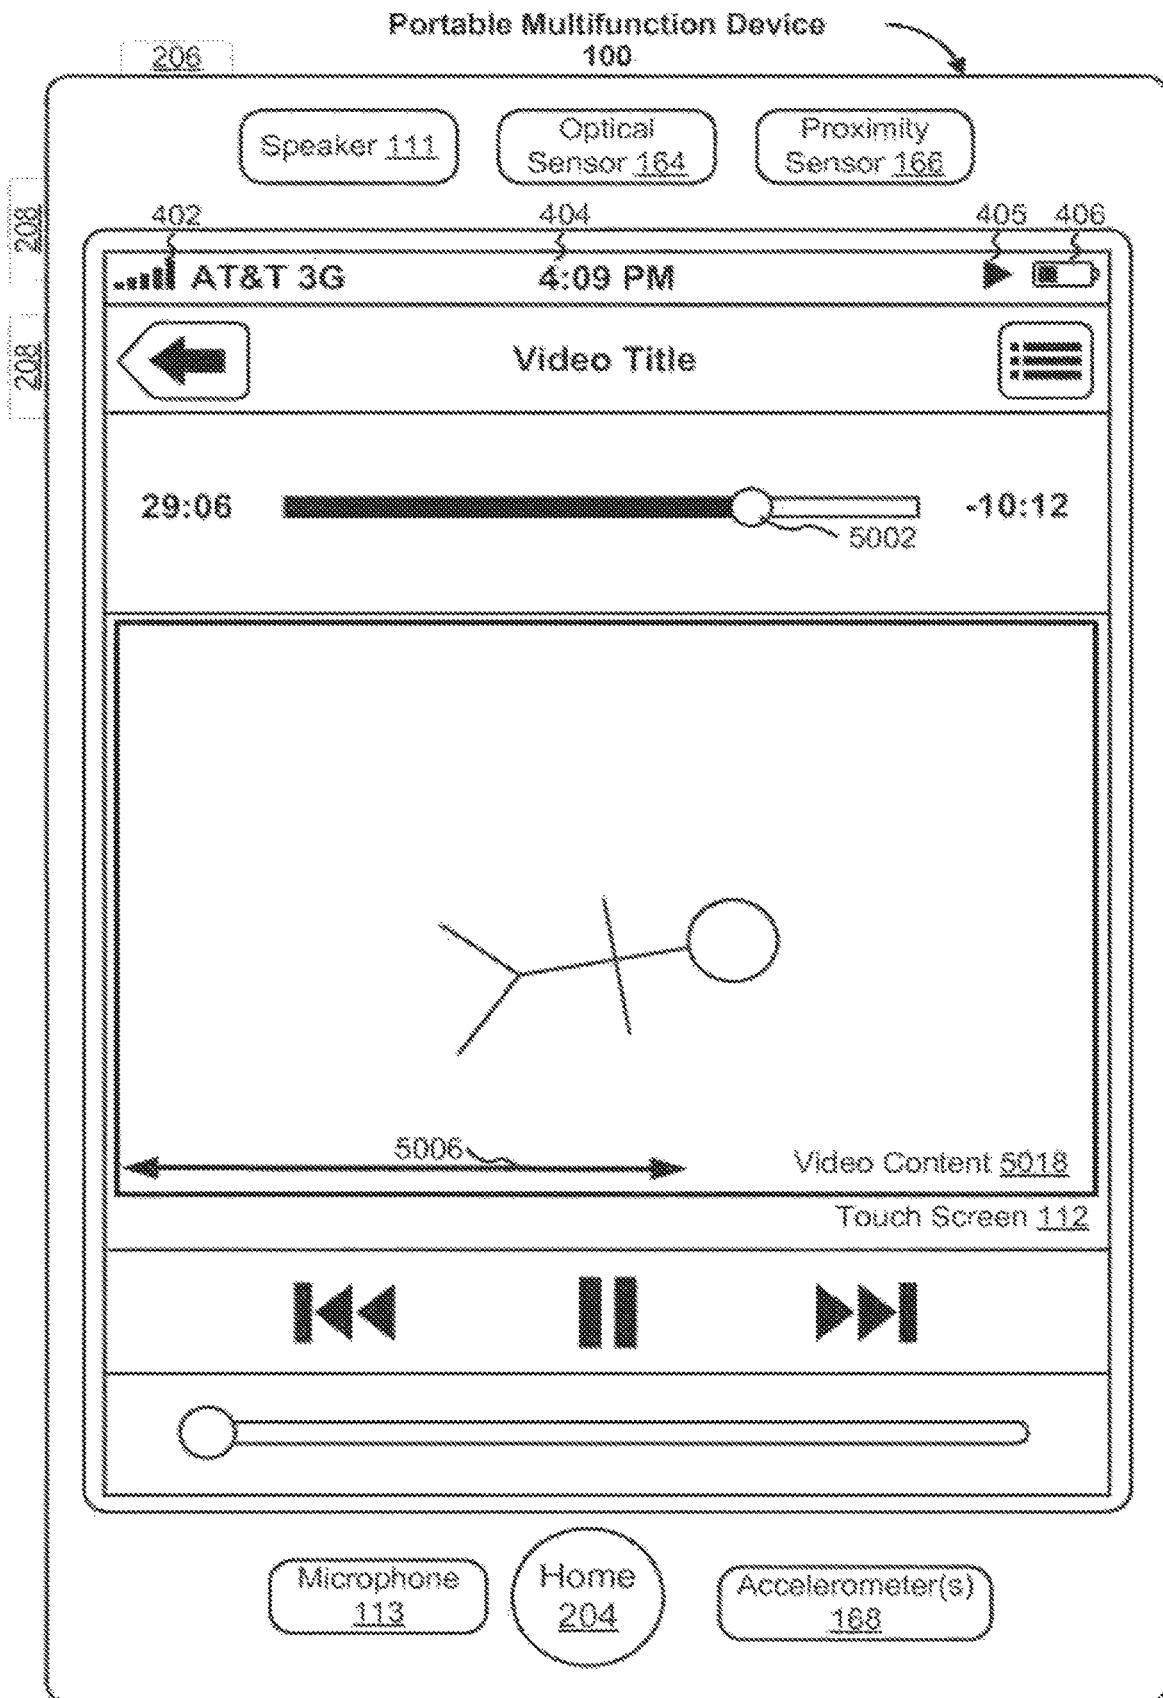 Portable Multifunction Device
100
206
Speaker 111
Optical
Sensor 164
Proximity
Sensor 166
208
402
404
405
406
AT&T 3G
4:09 PM
208
Video Title
29:06
-10:12
5002
5006
Video Content 5018
Touch Screen 112
Microphone
113
Home
204
Accelerometer(s)
168